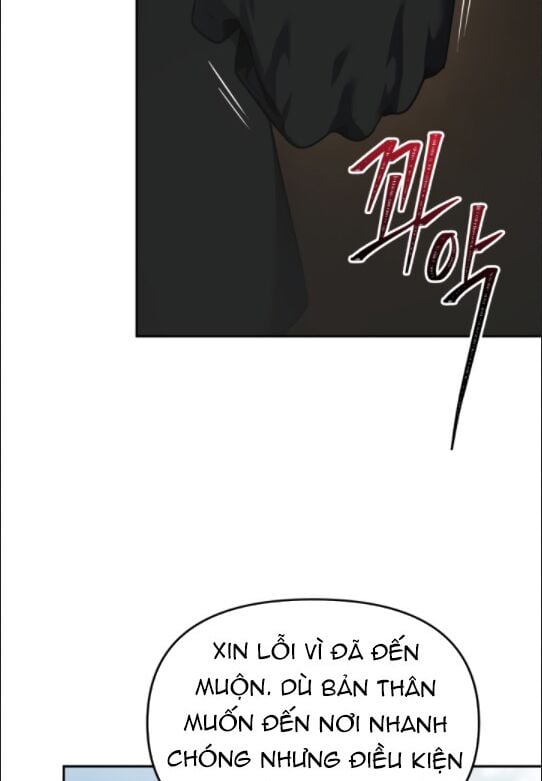 꽈악
XIN LỖI VÌ ĐÃ ĐẾN
MUỘN. DÙ BẢN THÂN
MUỐN ĐẾN NƠI NHANH
CHÓNG NHƯNG ĐIỀU KIỆN